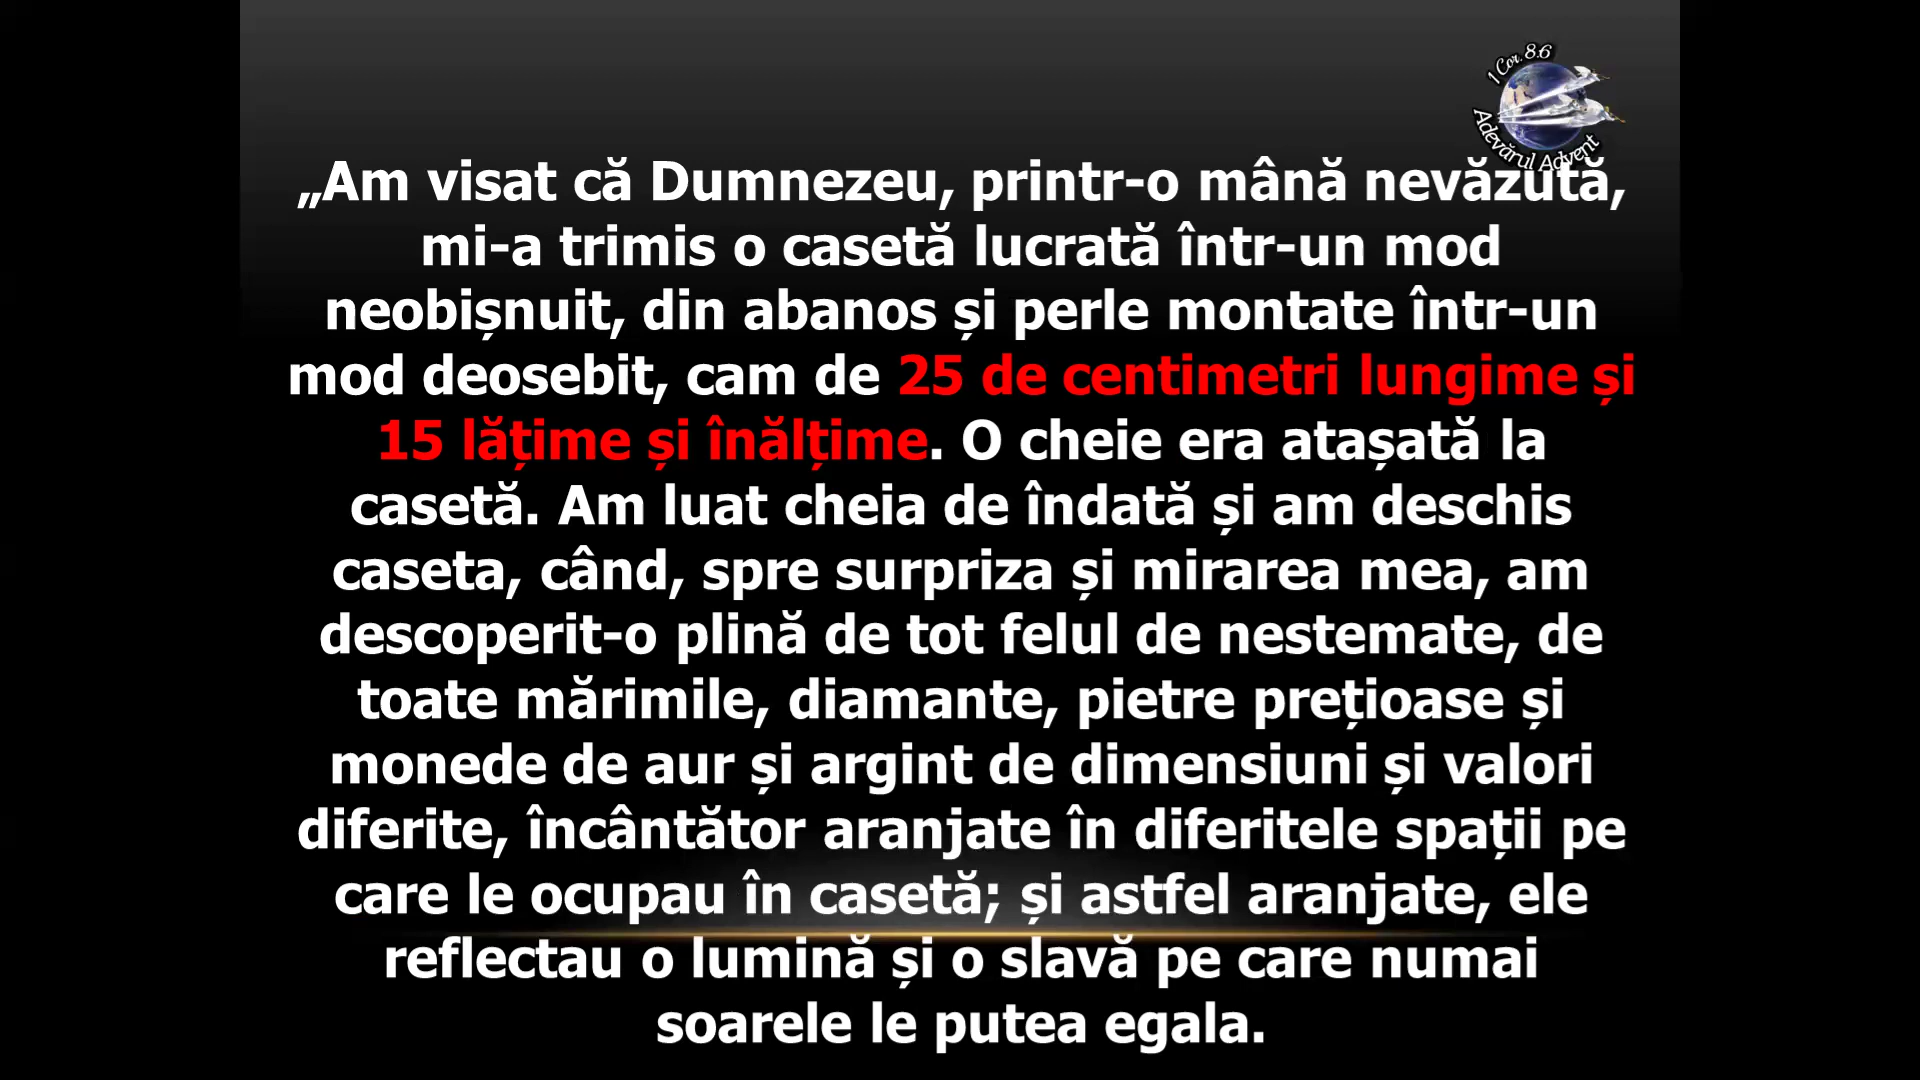 1 Cor. 8:6
Adevărul Advent
„Am visat că Dumnezeu, printr-o mână nevăzută,
mi-a trimis o casetă lucrată într-un mod
neobișnuit, din abanos și perle montate într-un
mod deosebit, cam de 25 de centimetri lungime și
15 lățime și înălțime. O cheie era atașată la
casetă. Am luat cheia de îndată și am deschis
caseta, când, spre surpriza și mirarea mea, am
descoperit-o plină de tot felul de nestemate, de
toate mărimile, diamante, pietre prețioase și
monede de aur și argint de dimensiuni și valori
diferite, încântător aranjate în diferitele spații pe
care le ocupau în casetă; și astfel aranjate, ele
reflectau o lumină și o slavă pe care numai
soarele le putea egala.